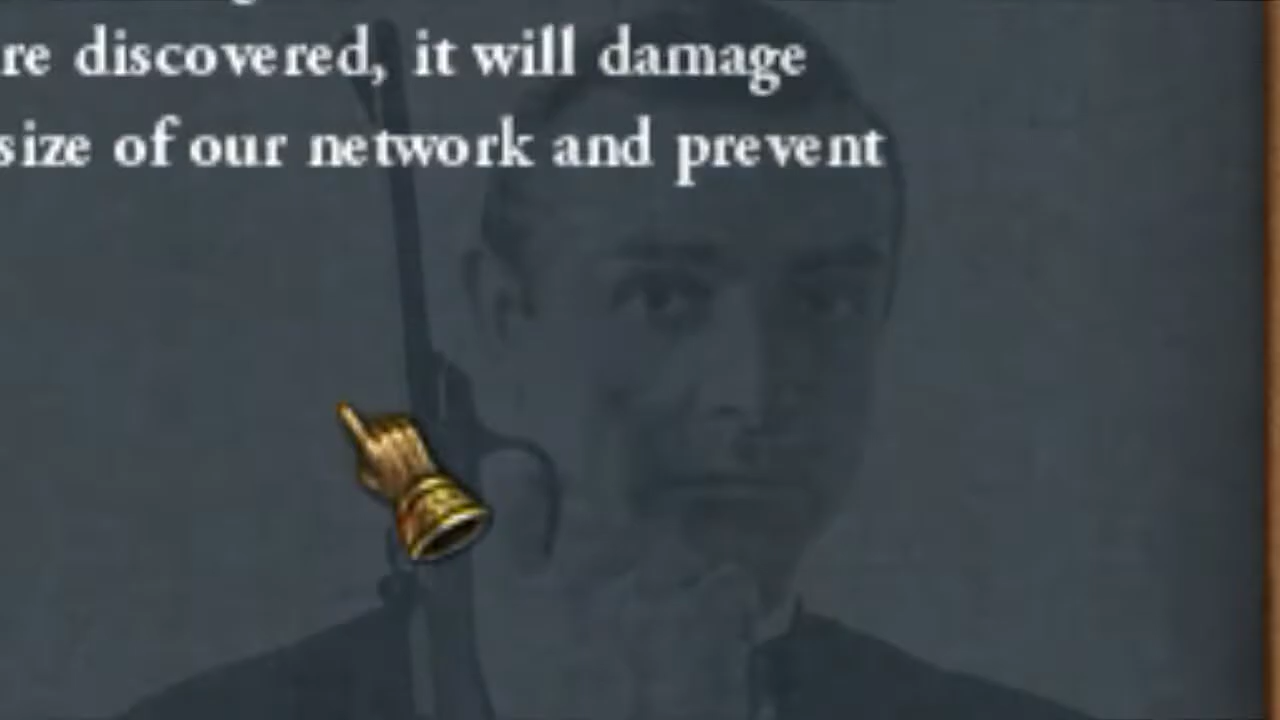 re discovered, it will damage
size of our network and prevent